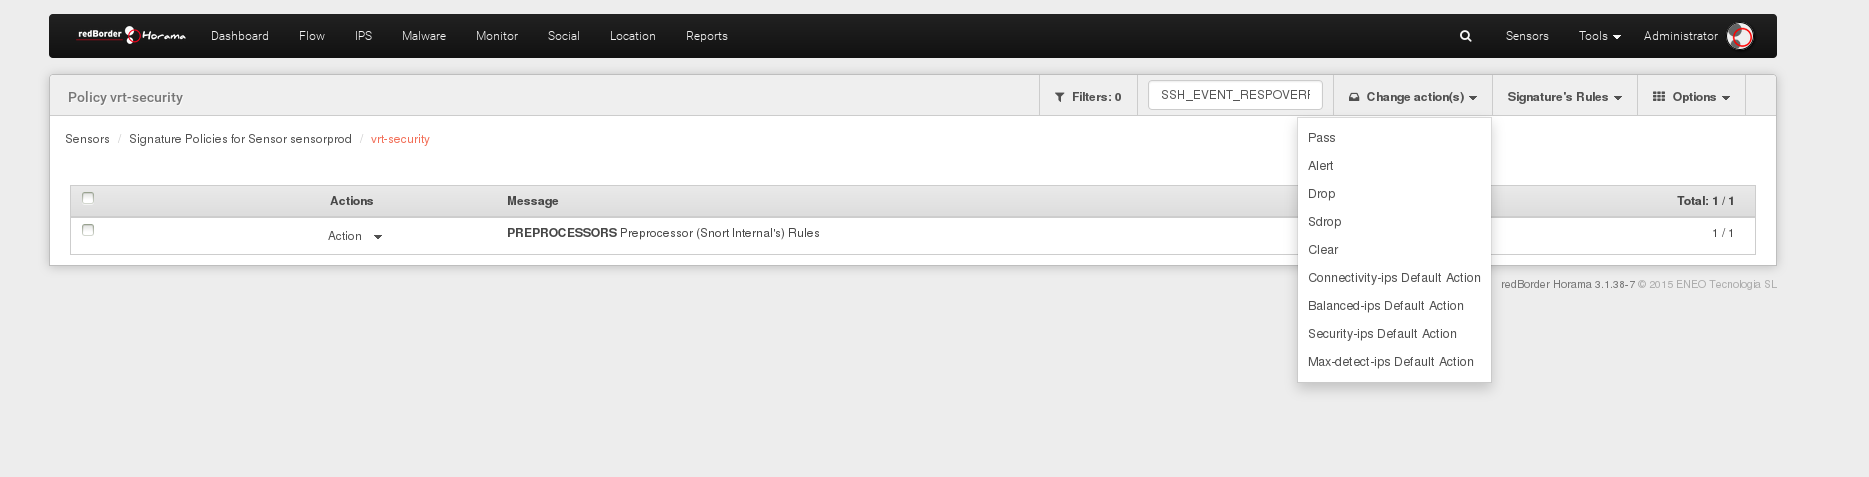 redBorder Horama Dashboard Flow IPS Malware Monitor Social Location Reports Sensors Tools Administrator
Policy vrt-security Filters: 0 SSH_EVENT_RESPOVERF Change action(s) Signature's Rules Options
Sensors / Signature Policies for Sensor sensorprod / vrt-security
Pass
Alert
Drop
Sdrop
Clear
Connectivity-ips Default Action
Balanced-ips Default Action
Security-ips Default Action
Max-detect-ips Default Action
Actions Message Total: 1 / 1
Action PREPROCESSORS Preprocessor (Snort Internal's) Rules 1 / 1
redBorder Horama 3.1.38-7 © 2015 ENEO Tecnologia SL